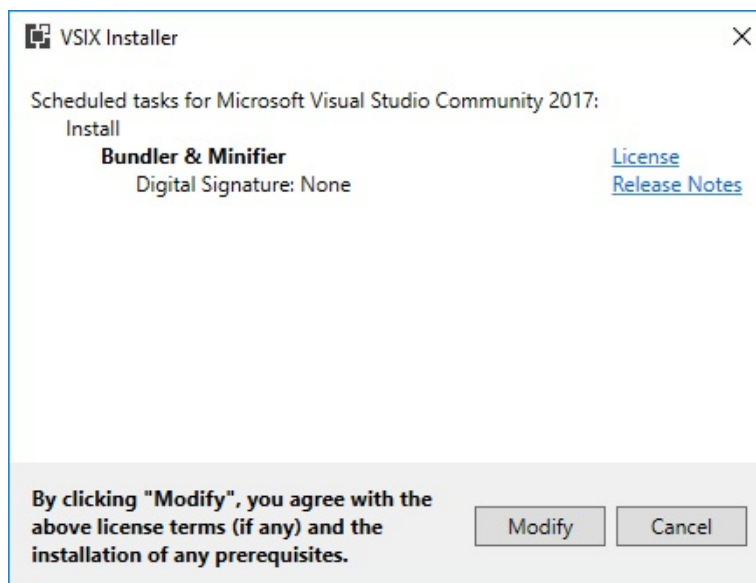 VSIX Installer
Scheduled tasks for Microsoft Visual Studio Community 2017:
Install
Bundler & Minifier License
Digital Signature: None Release Notes
By clicking "Modify", you agree with the
above license terms (if any) and the
installation of any prerequisites.
Modify Cancel